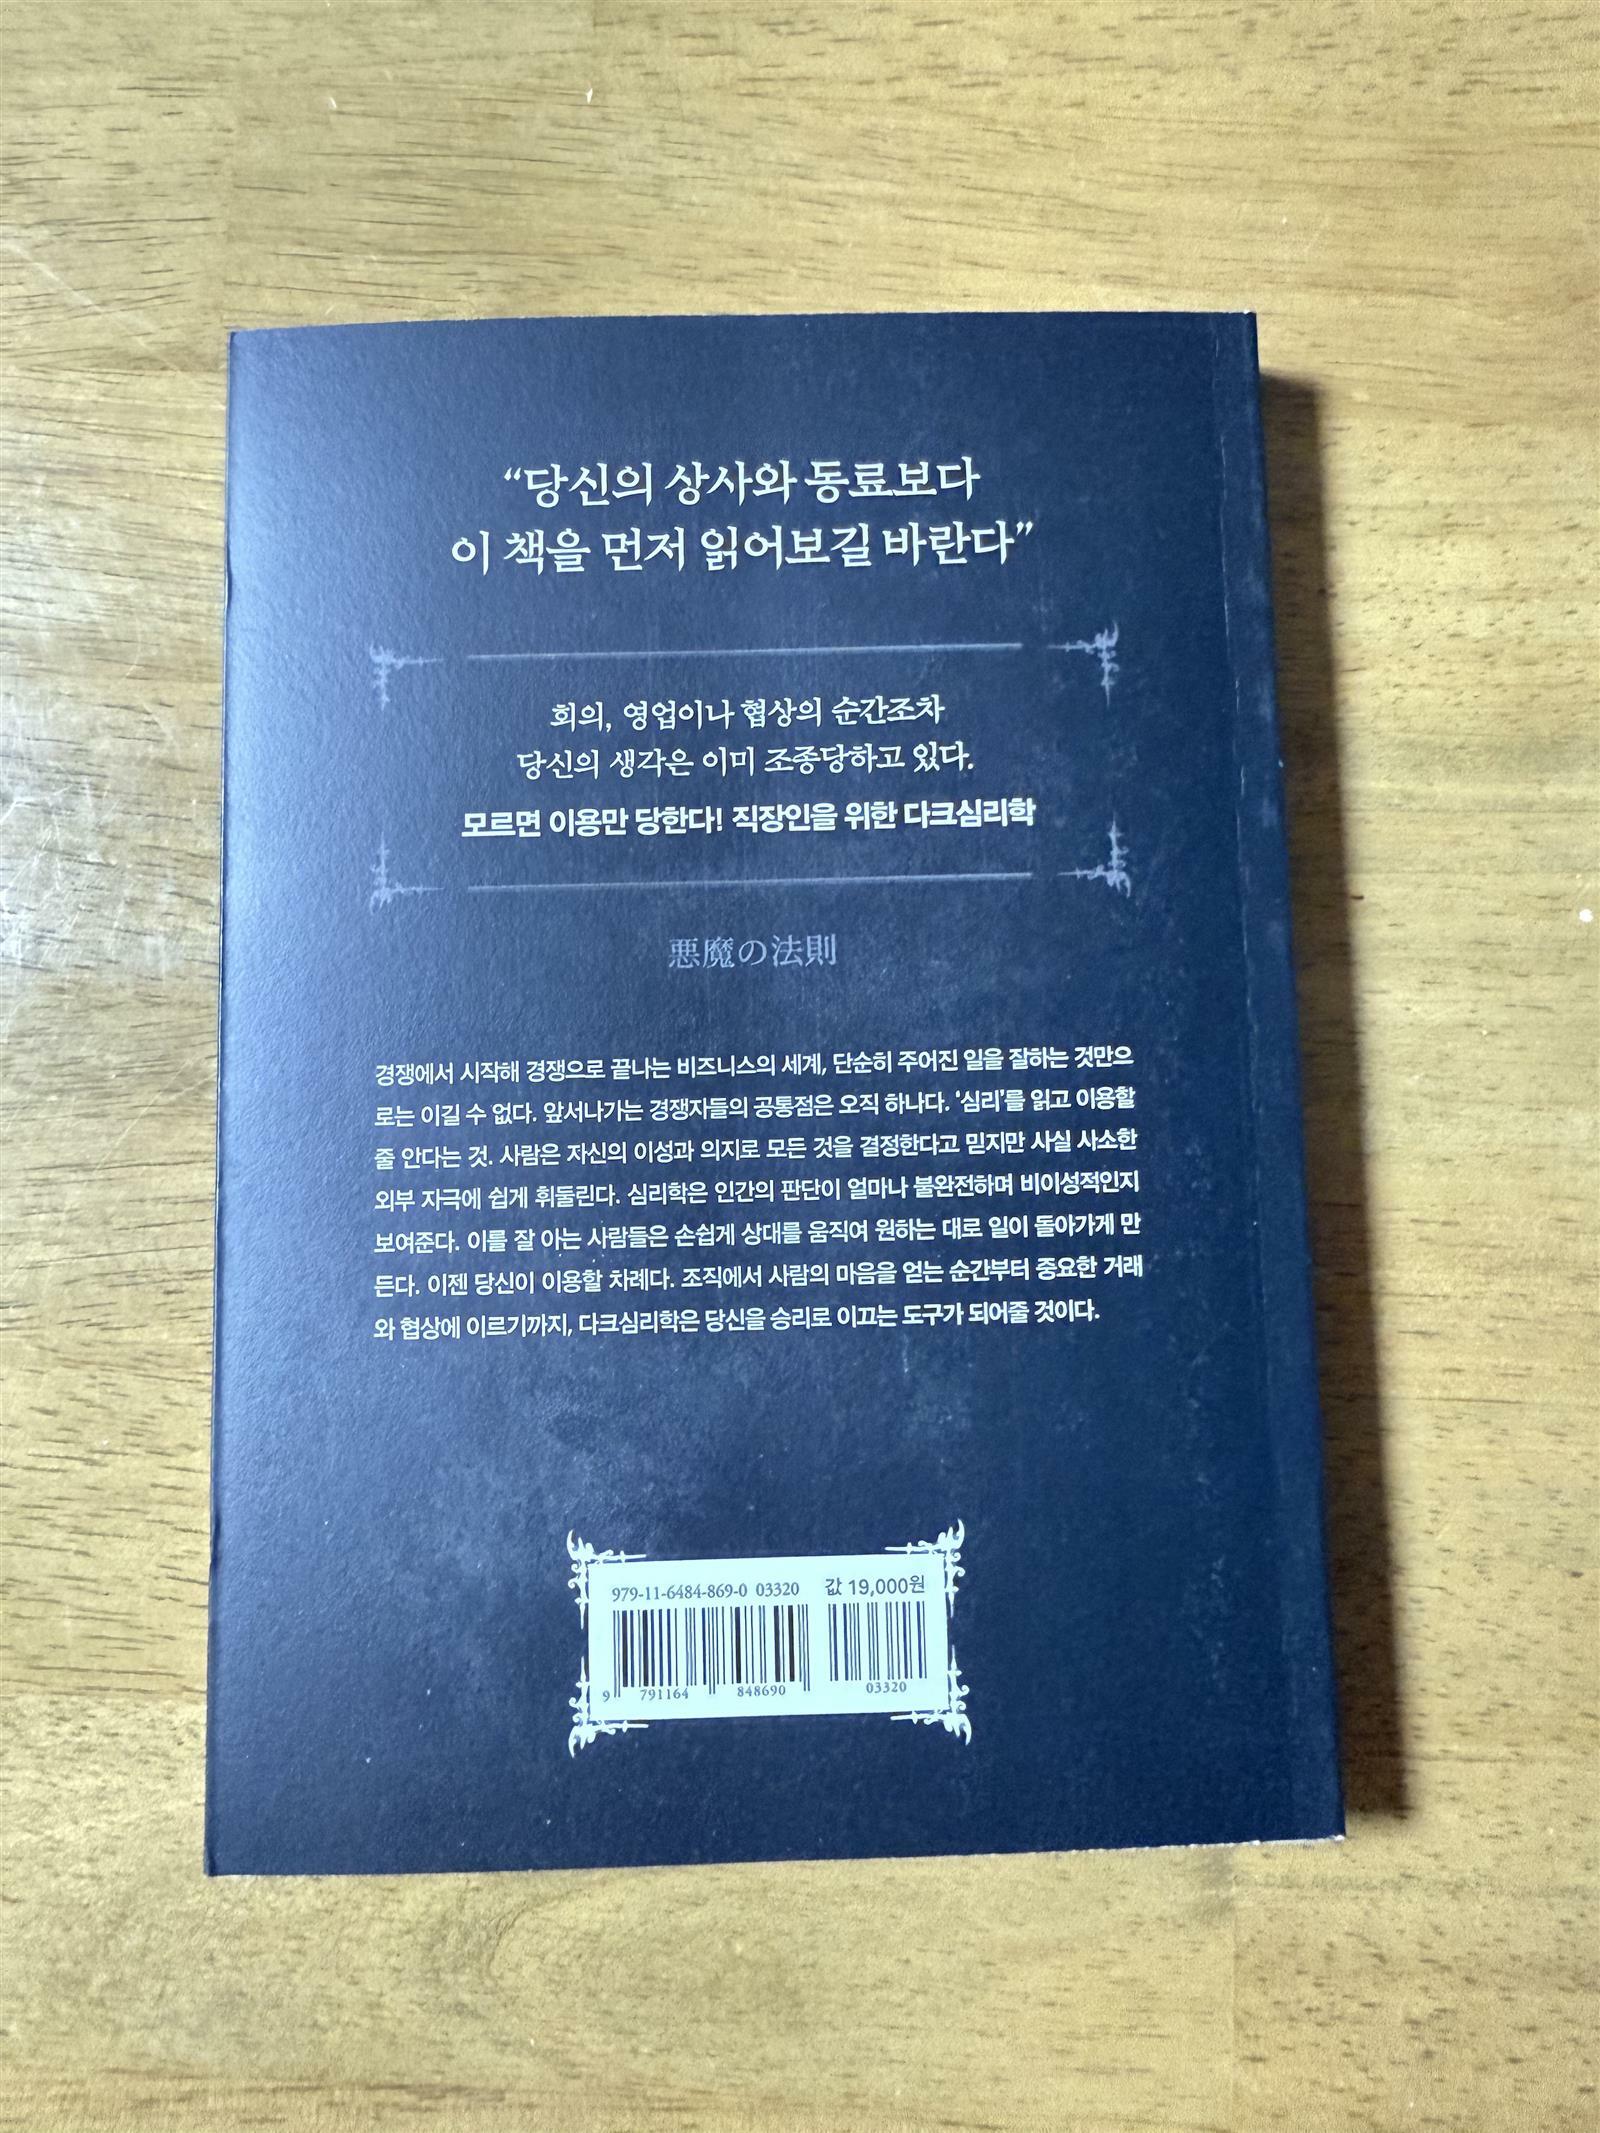 “당신의 상사와 동료보다
이 책을 먼저 읽어보길 바란다”
회의, 영업이나 협상의 순간조차
당신의 생각은 이미 조종당하고 있다.
모르면 이용만 당한다! 직장인을 위한 다크심리학
悪魔の法則
경쟁에서 시작해 경쟁으로 끝나는 비즈니스의 세계, 단순히 주어진 일을 잘하는 것만으
로는 이길 수 없다. 앞서나가는 경쟁자들의 공통점은 오직 하나다. ‘심리’를 읽고 이용할
줄 안다는 것. 사람은 자신의 이성과 의지로 모든 것을 결정한다고 믿지만 사실 사소한
외부 자극에 쉽게 휘둘린다. 심리학은 인간의 판단이 얼마나 불완전하며 비이성적인지
보여준다. 이를 잘 아는 사람들은 손쉽게 상대를 움직여 원하는 대로 일이 돌아가게 만
든다. 이젠 당신이 이용할 차례다. 조직에서 사람의 마음을 얻는 순간부터 중요한 거래
와 협상에 이르기까지, 다크심리학은 당신을 승리로 이끄는 도구가 되어줄 것이다.
979-11-6484-869-0 03320 값 19,000원
9 791164 848690 03320